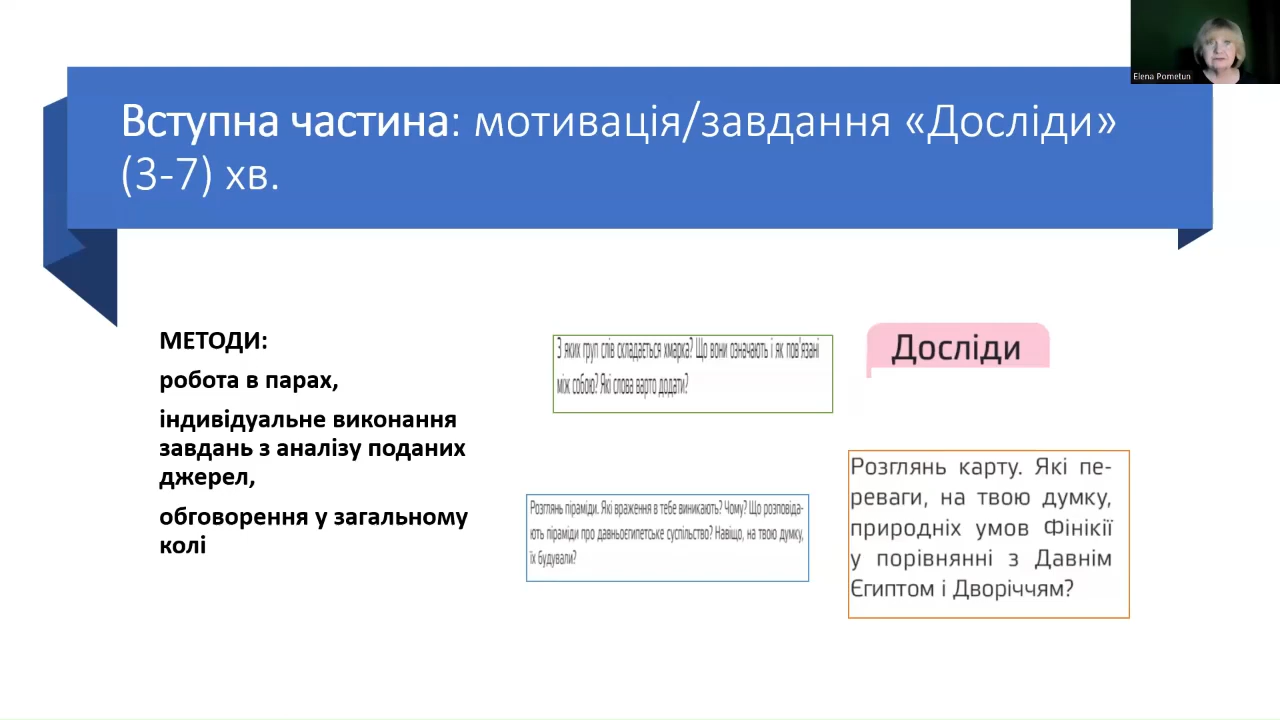 Elena Pometun
Вступна частина: мотивація/завдання «Досліди»
(3-7) хв.
МЕТОДИ:
робота в парах,
індивідуальне виконання
завдань з аналізу поданих
джерел,
обговорення у загальному
колі
З яких груп слів складається хмарка? Що вони означають і як пов'язані
між собою? Які слова варто додати?
Досліди
Розглянь піраміди. Які враження в тебе виникають? Чому? Що розповіда-
ють піраміди про давньоєгипетське суспільство? Навіщо, на твою думку,
їх будували?
Розглянь карту. Які пе-
реваги, на твою думку,
природніх умов Фінікії
у порівнянні з Давнім
Єгиптом і Дворіччям?